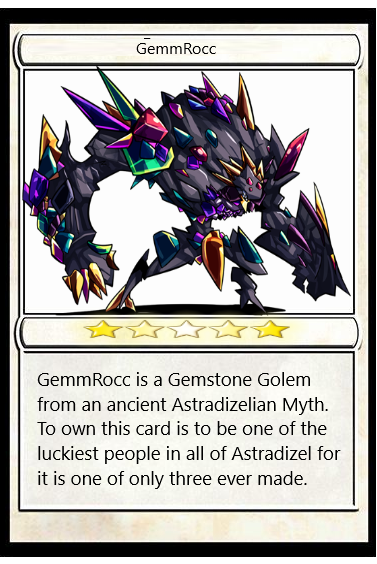 GemmRocc
GemmRocc is a Gemstone Golem
from an ancient Astradizelian Myth.
To own this card is to be one of the
luckiest people in all of Astradizel for
it is one of only three ever made.